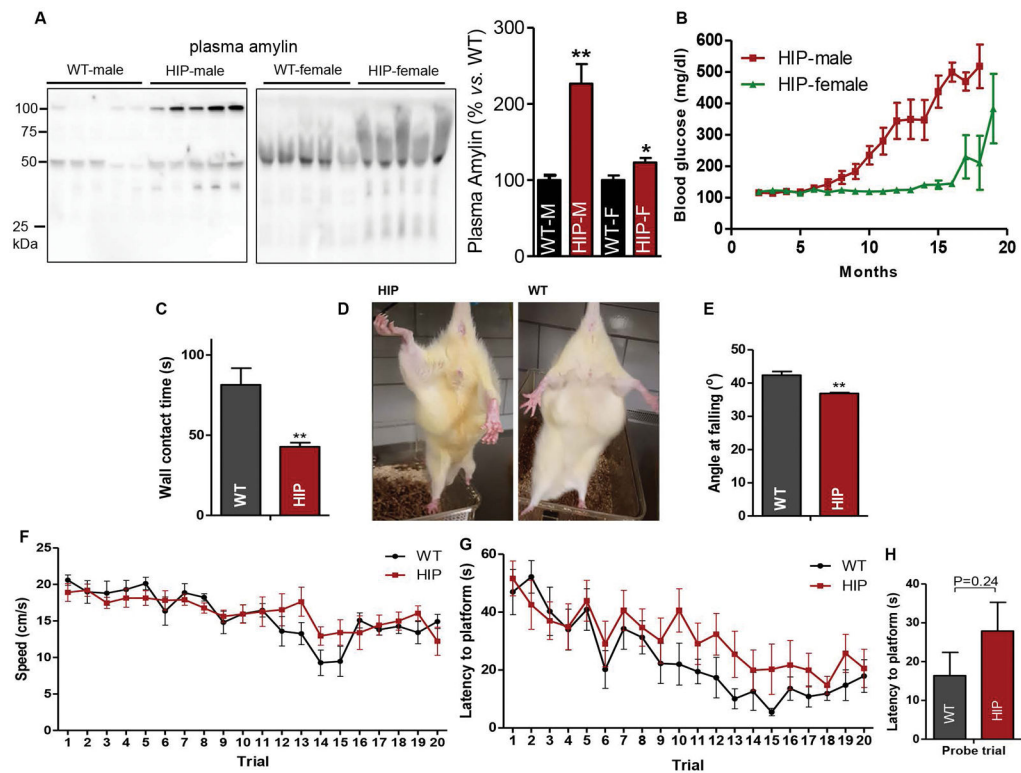 A
plasma amylin
WT-male HIP-male WT-female HIP-female
100
75
50
25
kDa
Plasma Amylin (% vs. WT)
300
200
100
0
**
*
WT-M
HIP-M
WT-F
HIP-F
B
Blood glucose (mg/dl)
600
500
400
300
200
100
0
HIP-male
HIP-female
0 5 10 15 20
Months
C
Wall contact time (s)
100
50
0
**
WT
HIP
D
HIP
WT
E
Angle at falling (°)
50
40
30
20
10
0
**
WT
HIP
F
Speed (cm/s)
25
20
15
10
5
0
WT
HIP
1 2 3 4 5 6 7 8 9 10 11 12 13 14 15 16 17 18 19 20
Trial
G
Latency to platform (s)
60
40
20
0
WT
HIP
1 2 3 4 5 6 7 8 9 10 11 12 13 14 15 16 17 18 19 20
Trial
H
Latency to platform (s)
40
30
20
10
0
P=0.24
WT
HIP
Probe trial